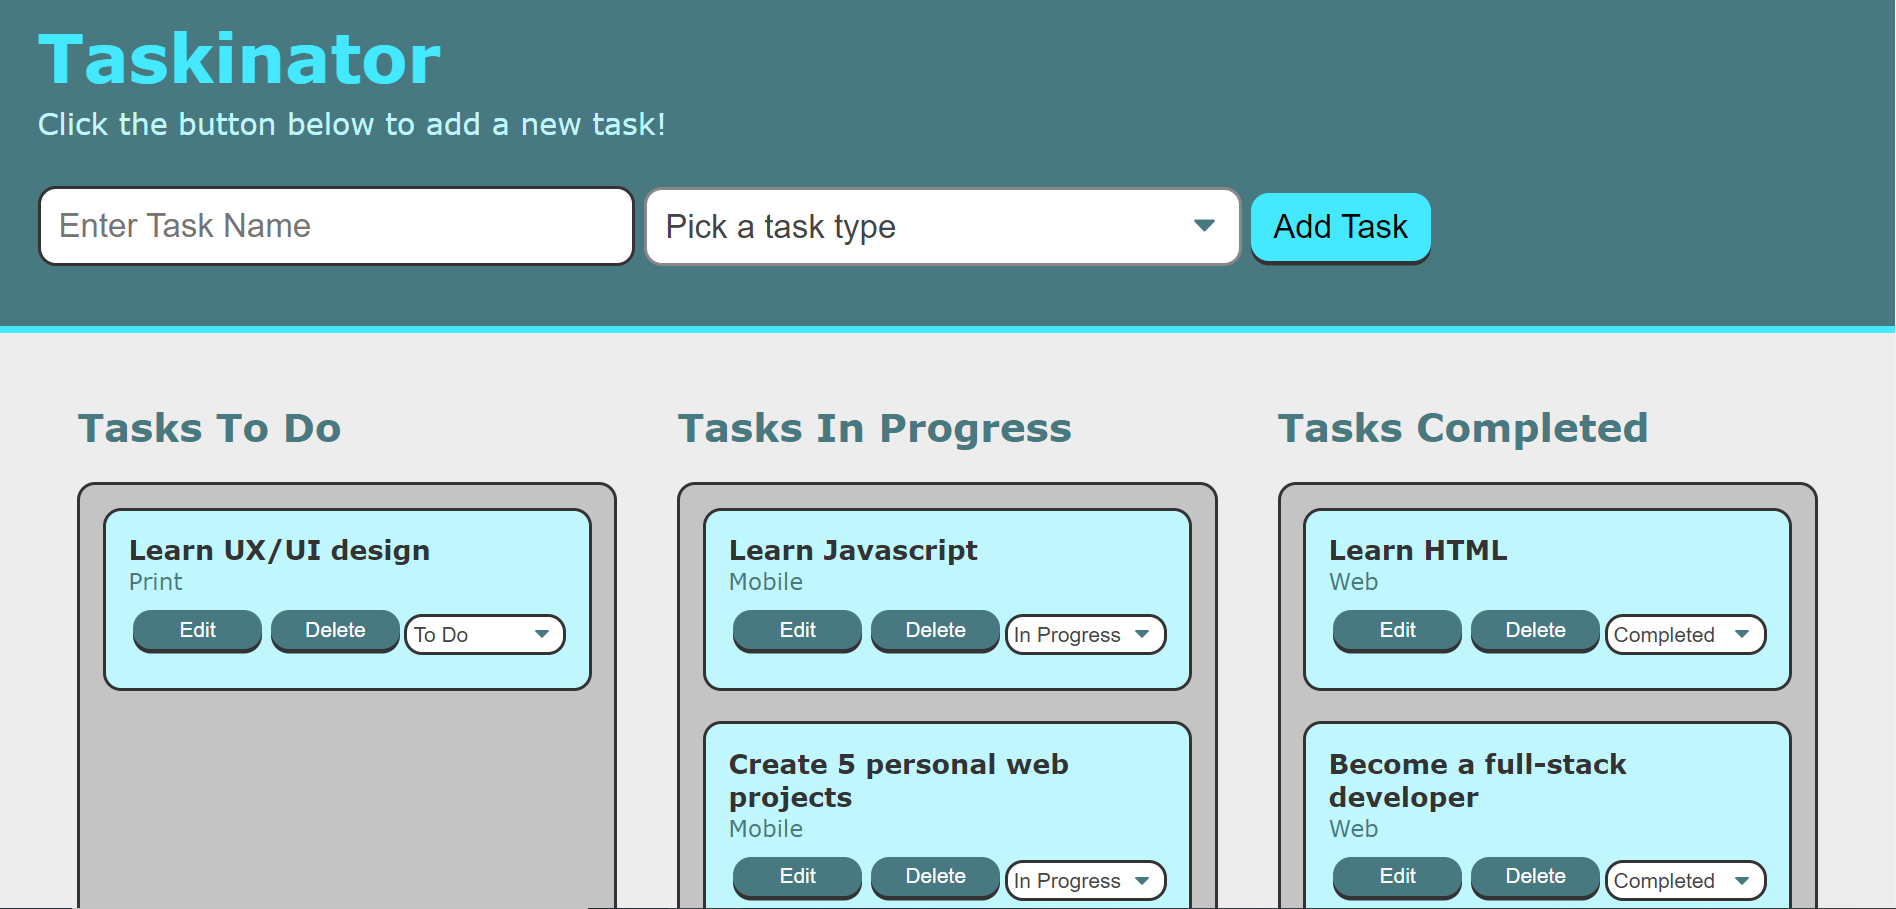 Taskinator
Click the button below to add a new task!
Enter Task Name
Pick a task type
Add Task
Tasks To Do
Learn UX/UI design
Print
Edit
Delete
To Do
Tasks In Progress
Learn Javascript
Mobile
Edit
Delete
In Progress
Create 5 personal web
projects
Mobile
Edit
Delete
In Progress
Tasks Completed
Learn HTML
Web
Edit
Delete
Completed
Become a full-stack
developer
Web
Edit
Delete
Completed